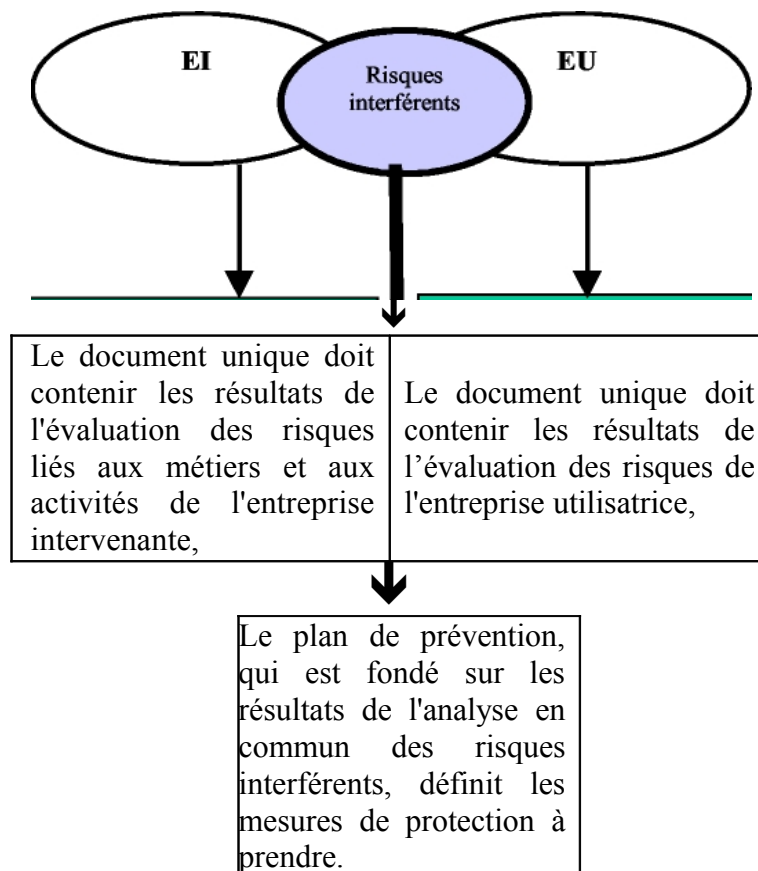 EI
Risques
interférents
EU
Le document unique doit
contenir les résultats de
l'évaluation des risques
liés aux métiers et aux
activités de l'entreprise
intervenante,
Le document unique doit
contenir les résultats de
l’évaluation des risques de
l'entreprise utilisatrice,
Le plan de prévention,
qui est fondé sur les
résultats de l'analyse en
commun des risques
interférents, définit les
mesures de protection à
prendre.